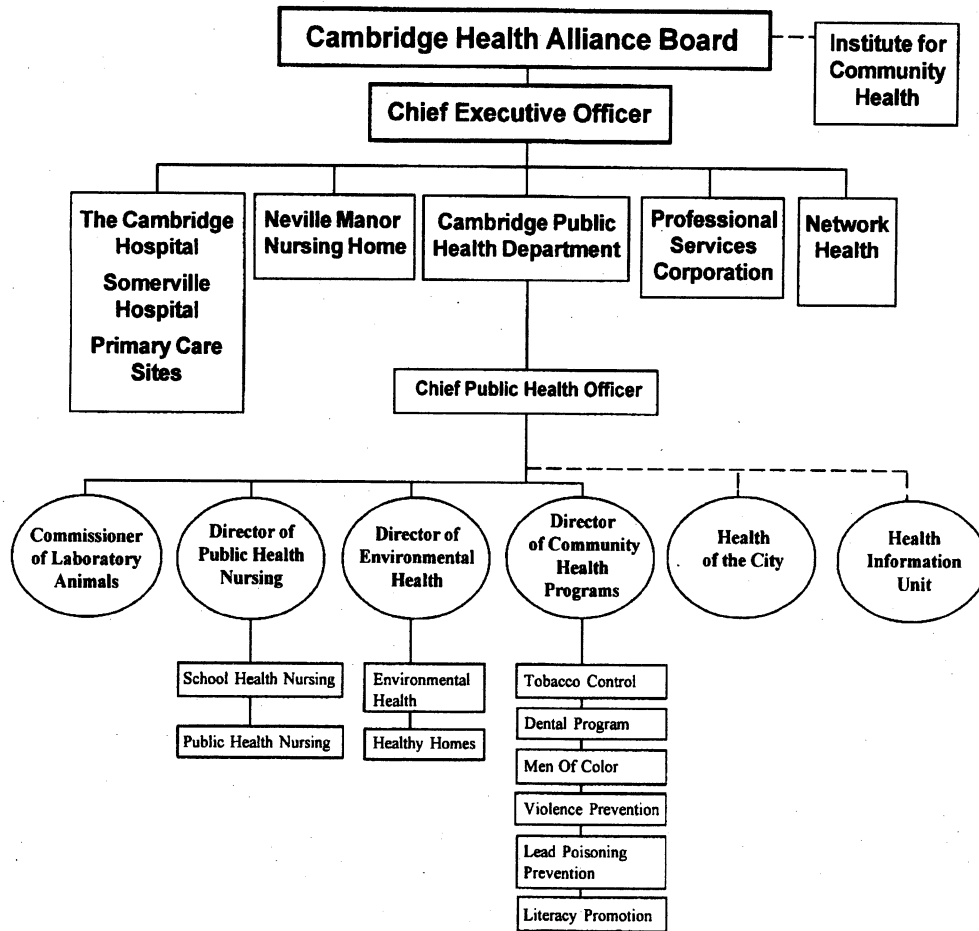 Cambridge Health Alliance Board
Institute for
Community
Health
Chief Executive Officer
The Cambridge
Hospital
Somerville
Hospital
Primary Care
Sites
Neville Manor
Nursing Home
Cambridge Public
Health Department
Professional
Services
Corporation
Network
Health
Chief Public Health Officer
Commissioner
of Laboratory
Animals
Director of
Public Health
Nursing
Director of
Environmental
Health
Director
of Community
Health
Programs
Health
of the City
Health
Information
Unit
School Health Nursing
Public Health Nursing
Environmental
Health
Healthy Homes
Tobacco Control
Dental Program
Men Of Color
Violence Prevention
Lead Poisoning
Prevention
Literacy Promotion